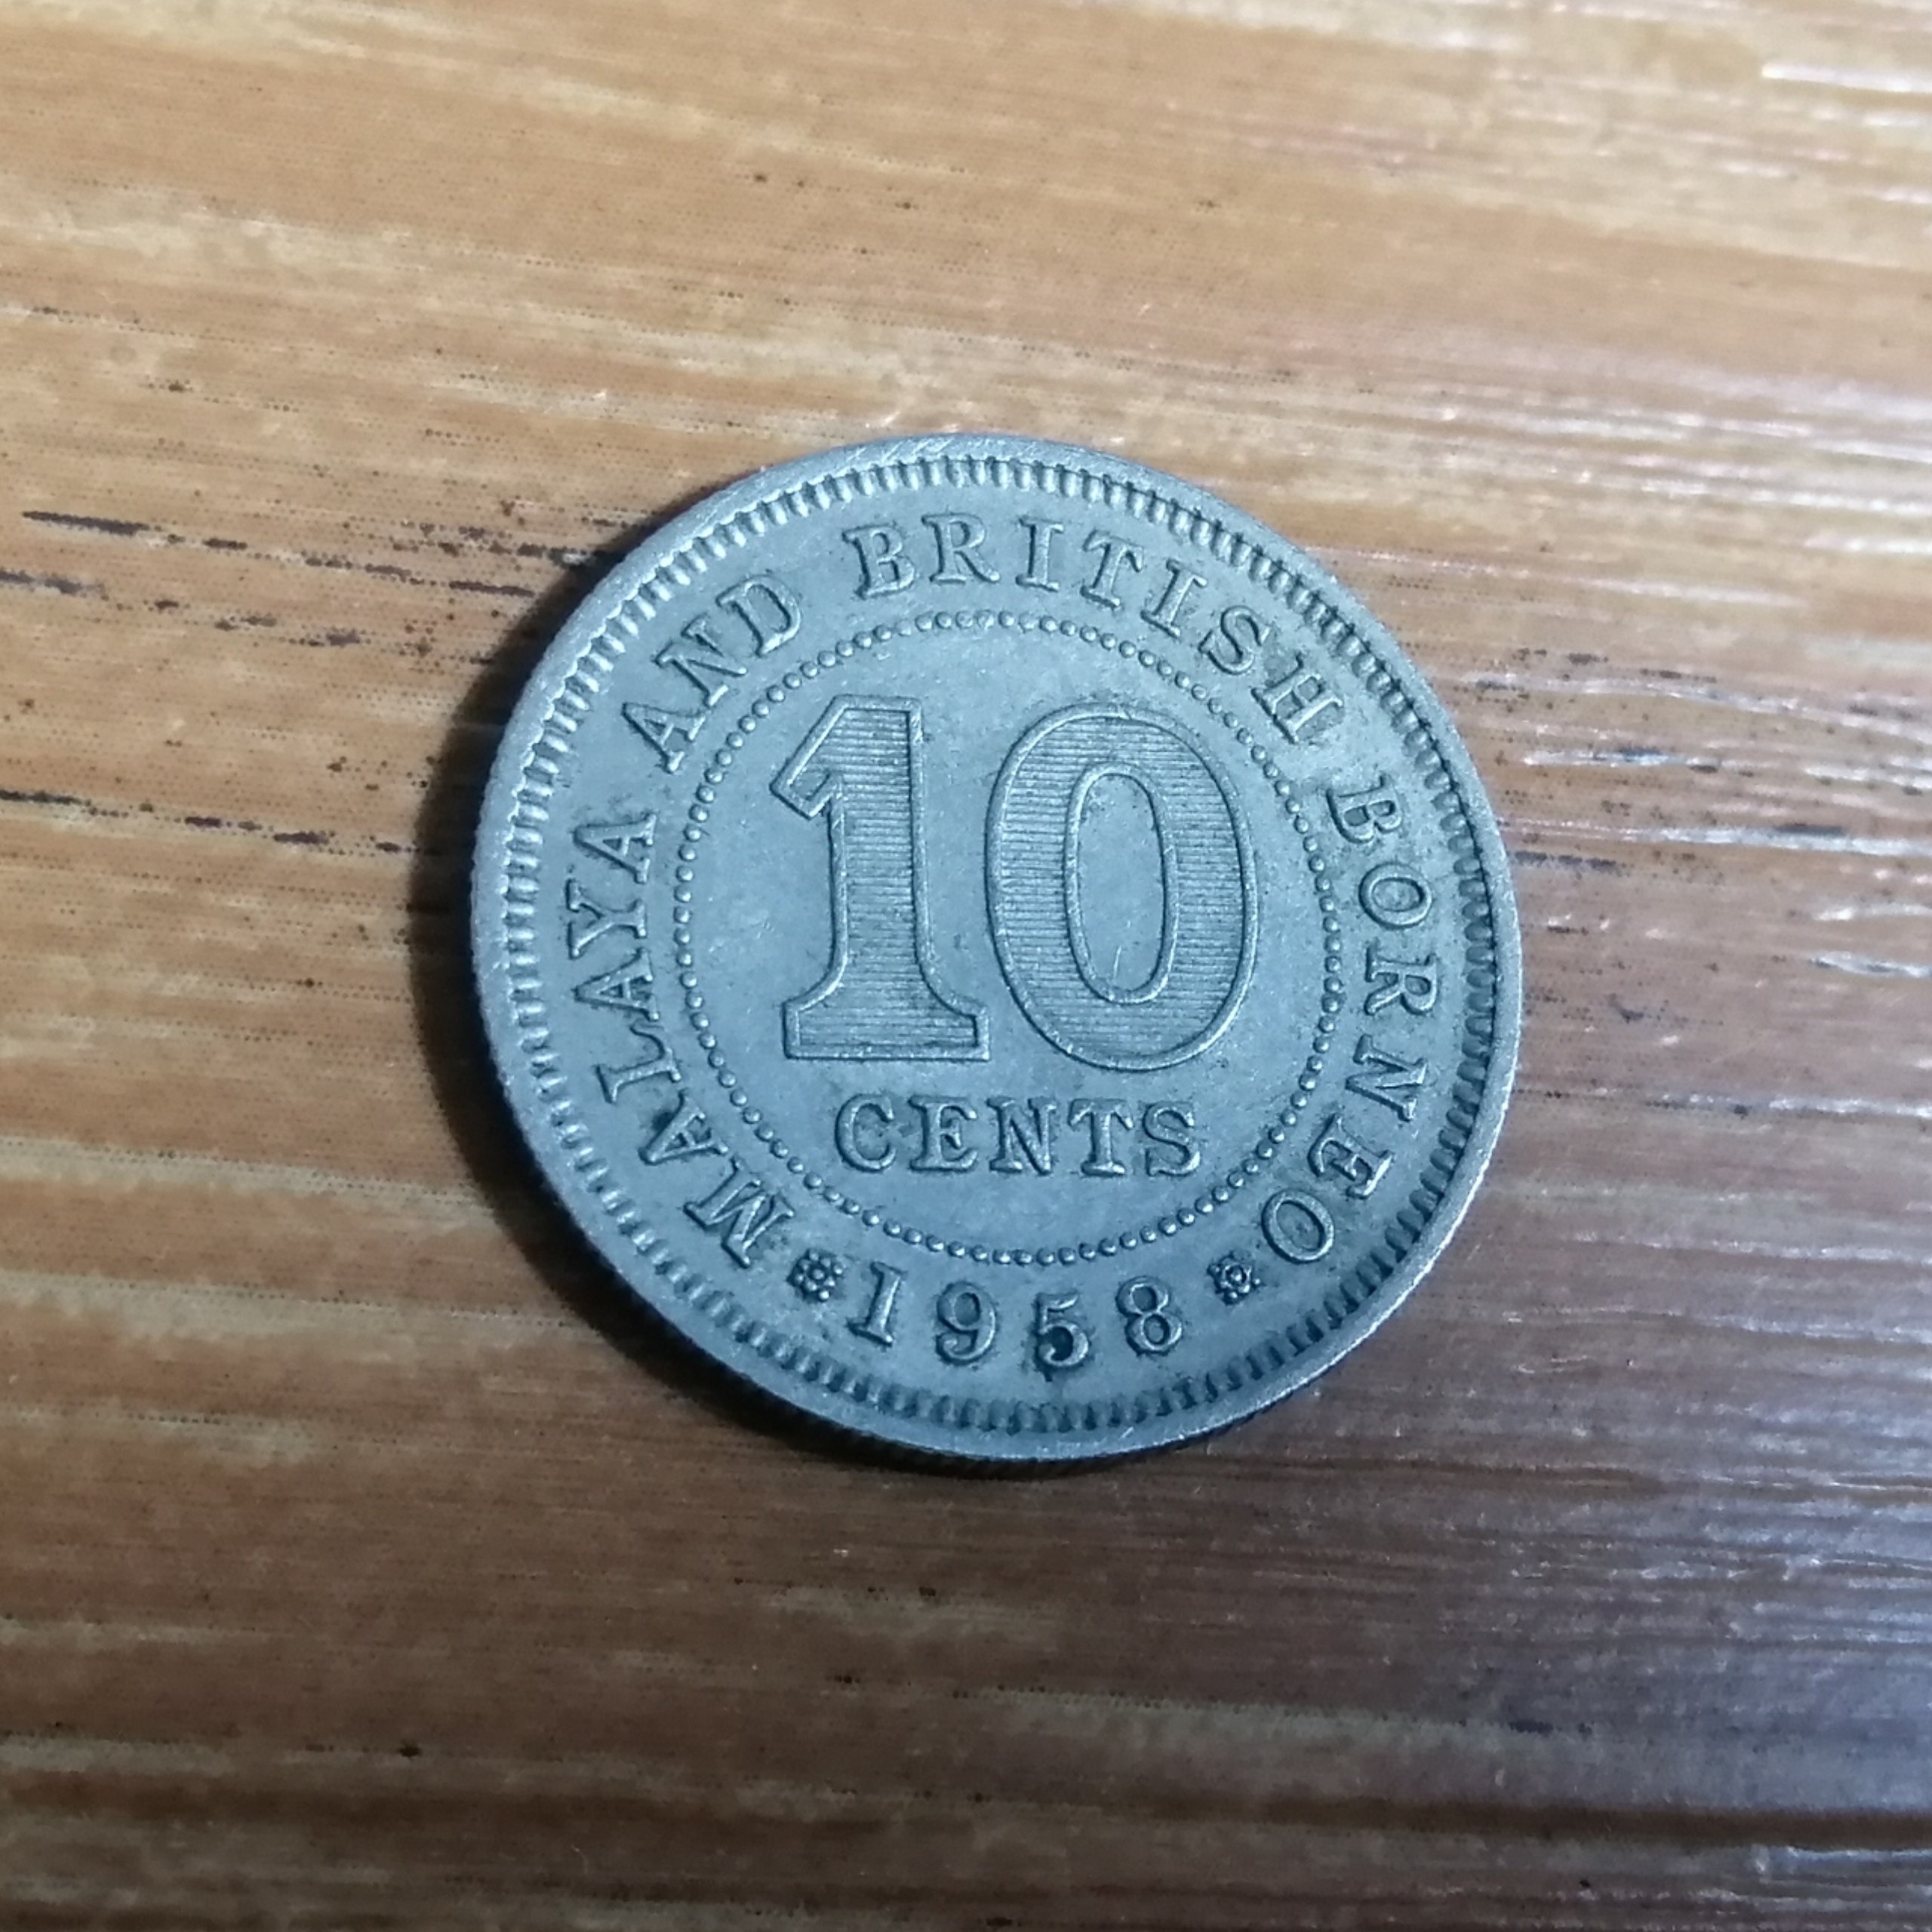 MALAYA AND BRITISH BORNEO
10
CENTS
1958